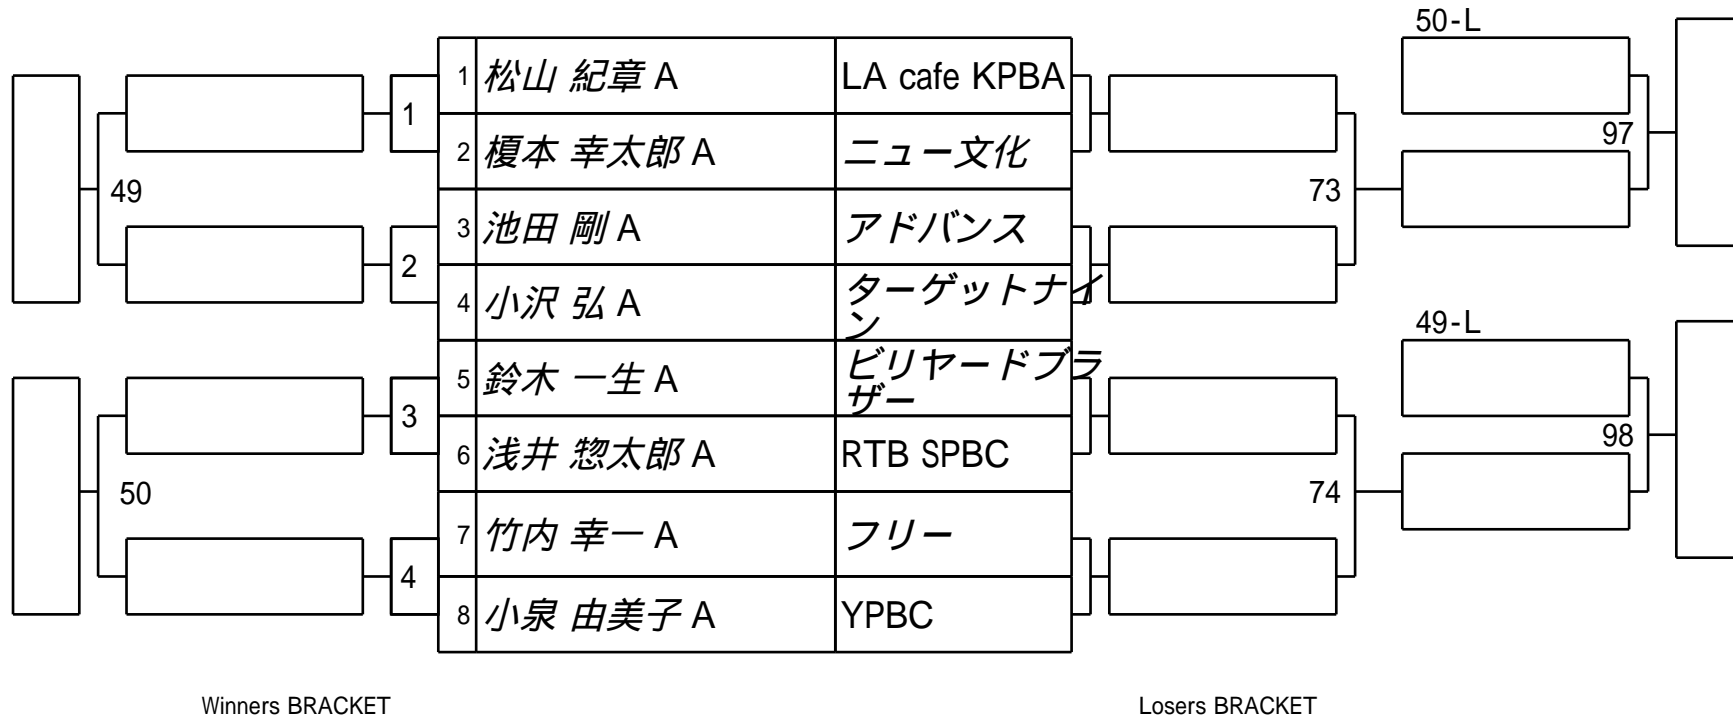 50-L
1 松山 紀章 A LA cafe KPBA
1
2 榎本 幸太郎 A ニュー文化
97
49
73
3 池田 剛 A アドバンス
2
4 小沢 弘 A ターゲットナイ
ン
49-L
5 鈴木 一生 A ビリヤードブラ
ザー
3
98
6 浅井 惣太郎 A RTB SPBC
50
74
7 竹内 幸一 A フリー
4
8 小泉 由美子 A YPBC
Winners BRACKET
Losers BRACKET